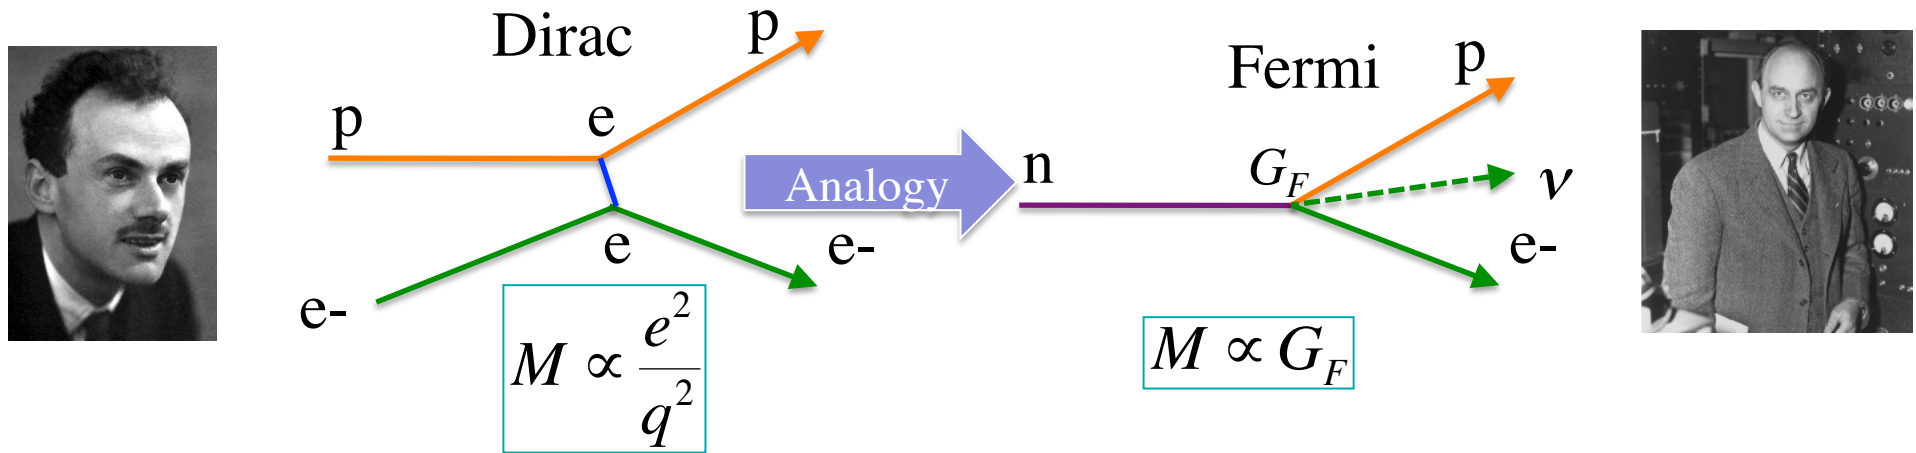 Dirac
p
p
e
e
e-
e-
M ∝ e²/q²
Analogy
Fermi
n
G_F
p
ν
e-
M ∝ G_F